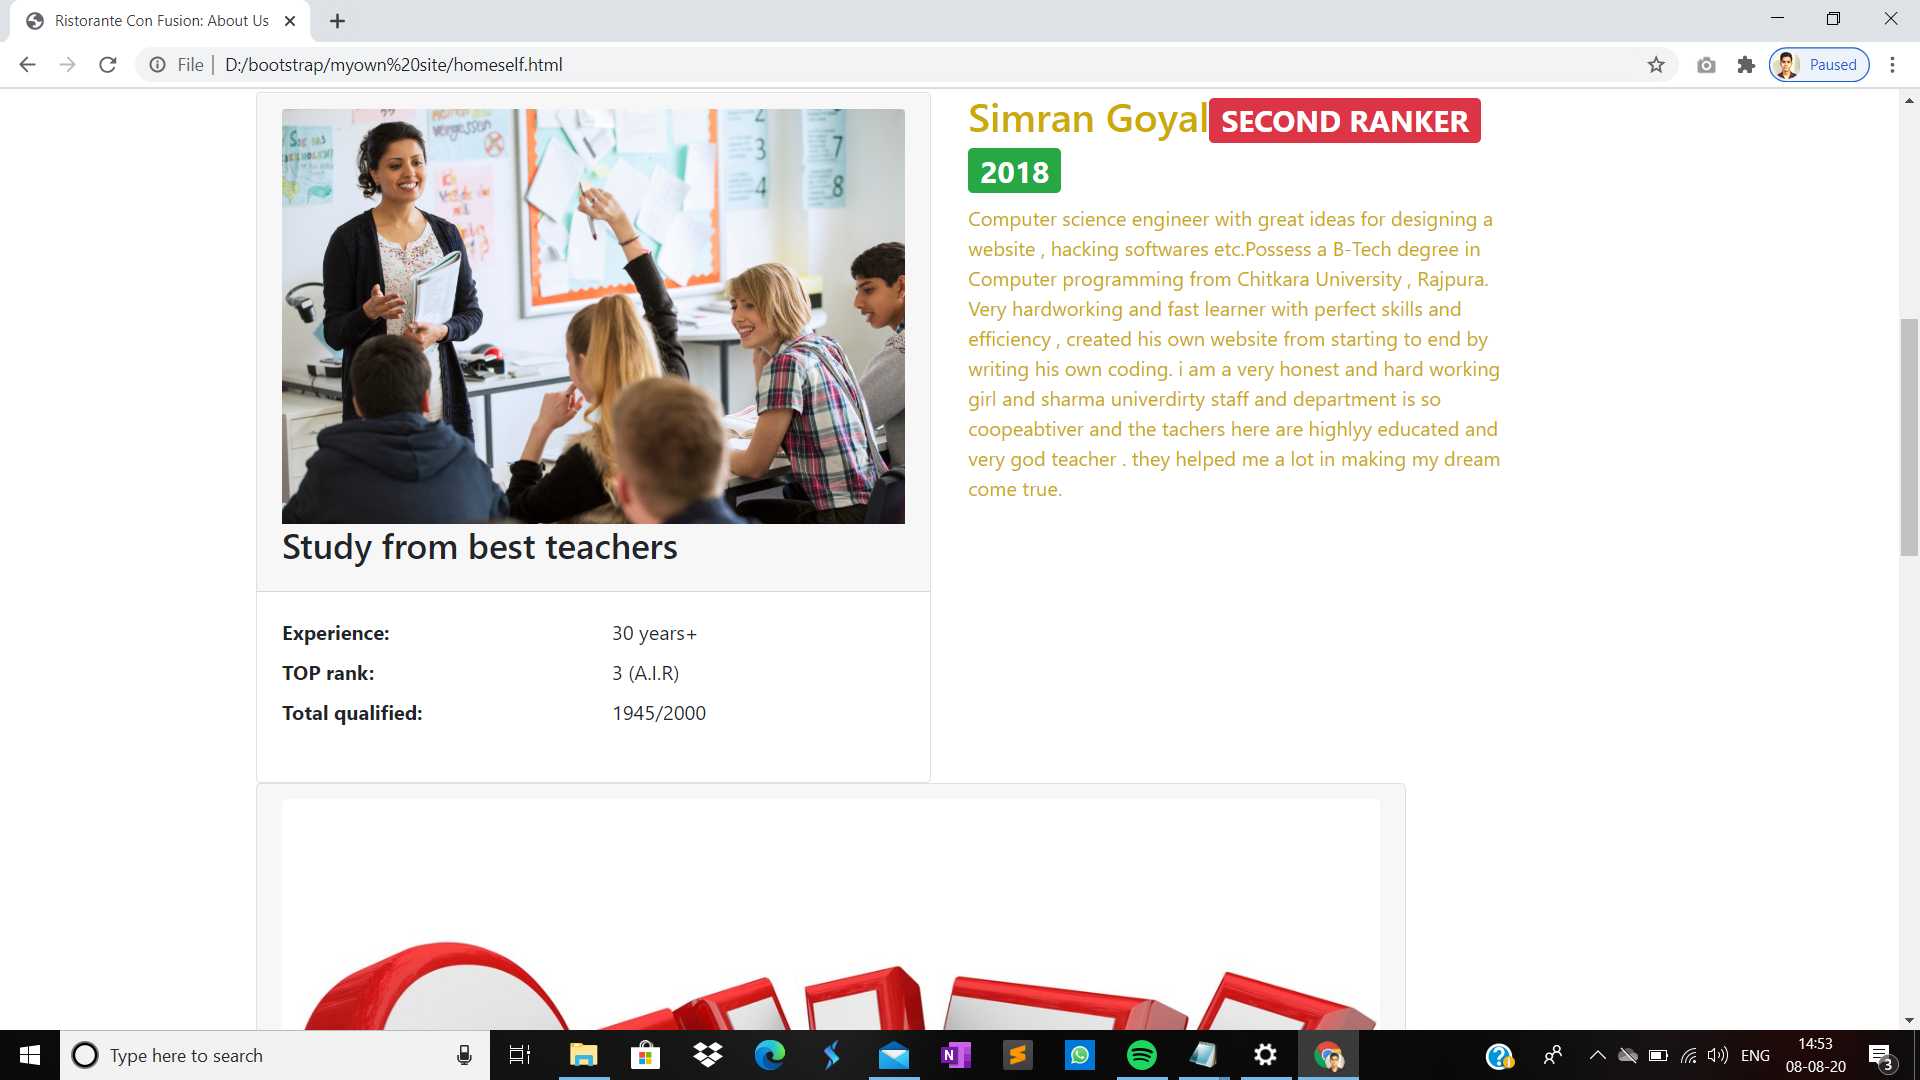 Ristorante Con Fusion: About Us
File
D:/bootstrap/myown%20site/homeself.html
Paused
vergessen
2
3
4
7
8
Study from best teachers
Experience: 30 years+
TOP rank: 3 (A.I.R)
Total qualified: 1945/2000
Simran Goyal SECOND RANKER
2018
Computer science engineer with great ideas for designing a
website , hacking softwares etc.Possess a B-Tech degree in
Computer programming from Chitkara University , Rajpura.
Very hardworking and fast learner with perfect skills and
efficiency , created his own website from starting to end by
writing his own coding. i am a very honest and hard working
girl and sharma univerdirty staff and department is so
coopeabtiver and the tachers here are highlyy educated and
very god teacher . they helped me a lot in making my dream
come true.
Type here to search
N
S
ENG
14:53
08-08-20
3